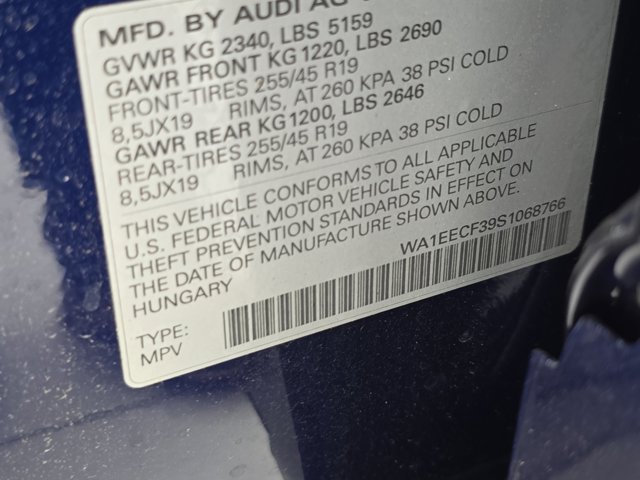 MFD. BY AUDI AG
GVWR KG 2340, LBS 5159
GAWR FRONT KG 1220, LBS 2690
FRONT-TIRES 255/45 R19
8,5JX19 RIMS, AT 260 KPA 38 PSI COLD
GAWR REAR KG1200, LBS 2646
REAR-TIRES 255/45 R19
8,5JX19 RIMS, AT 260 KPA 38 PSI COLD
THIS VEHICLE CONFORMS TO ALL APPLICABLE
U.S. FEDERAL MOTOR VEHICLE SAFETY AND
THEFT PREVENTION STANDARDS IN EFFECT ON
THE DATE OF MANUFACTURE SHOWN ABOVE.
HUNGARY WA1EECF39S1068766
TYPE:
MPV